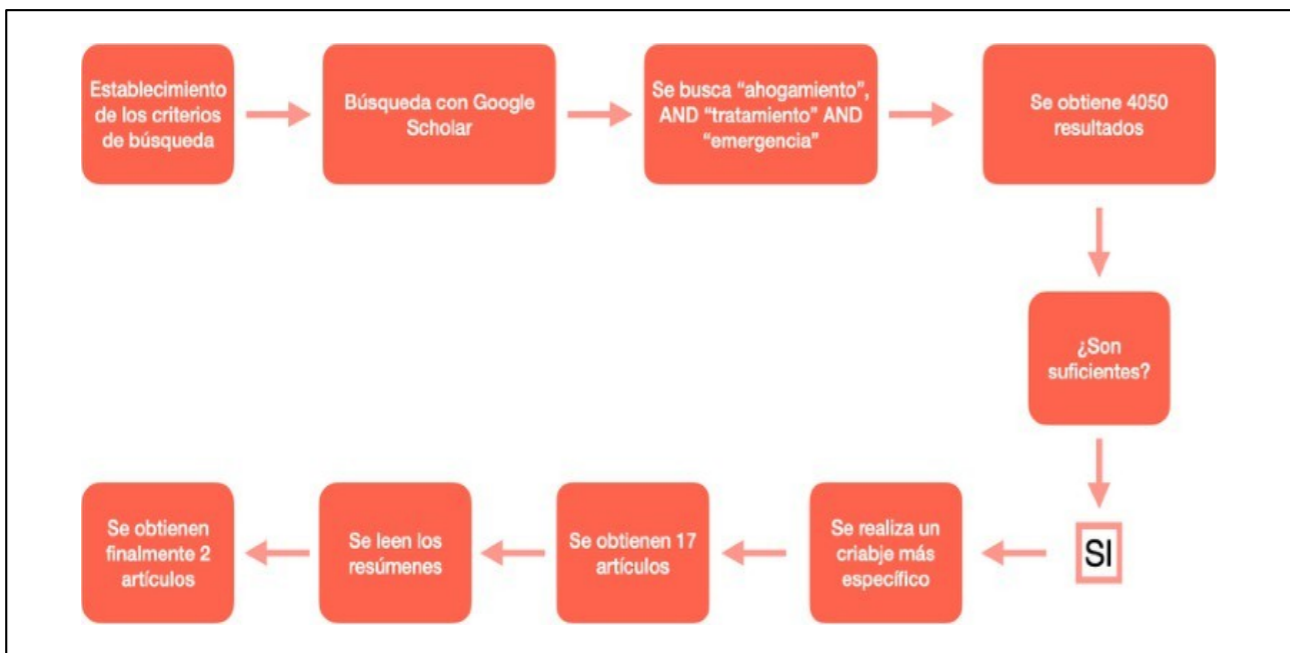 Establecimiento
de los criterios
de búsqueda
Búsqueda con Google
Scholar
Se busca “ahogamiento”,
AND “tratamiento” AND
“emergencia”
Se obtiene 4050
resultados
¿Son
suficientes?
SI
Se realiza un
criabje más
específico
Se obtienen 17
artículos
Se leen los
resúmenes
Se obtienen
finalmente 2
artículos